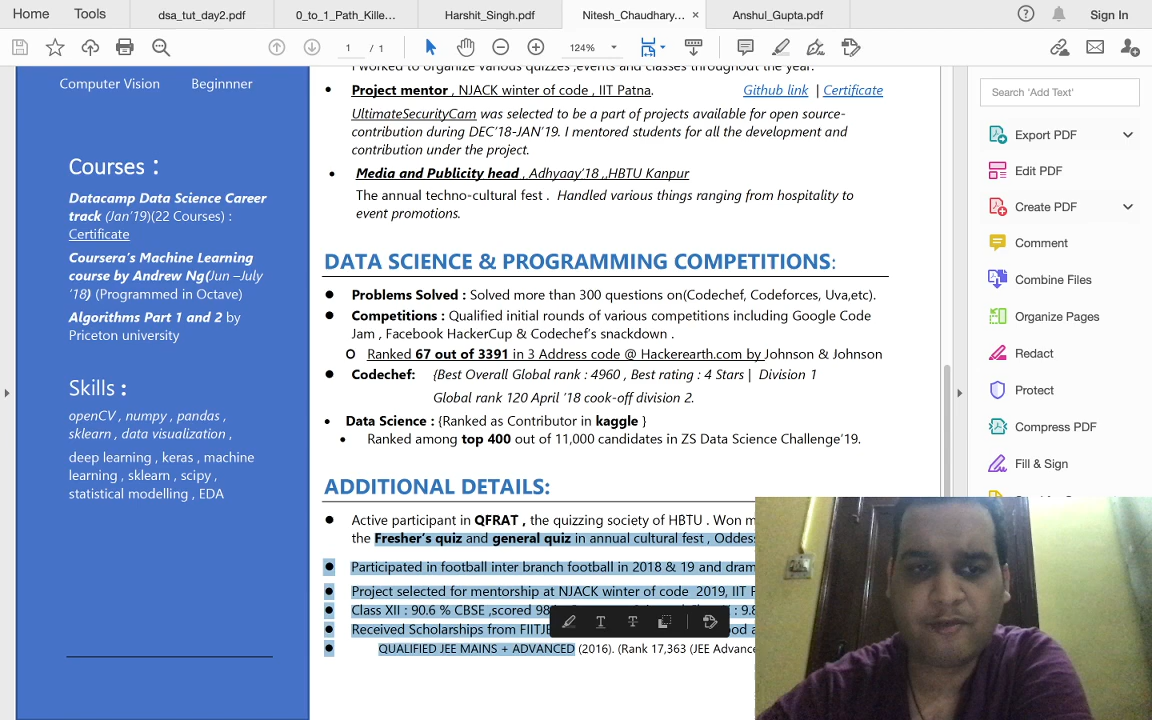 Home Tools dsa_tut_day2.pdf 0_to_1_Path_Kille... Harshit_Singh.pdf Nitesh_Chaudhary... × Anshul_Gupta.pdf Sign In
1 / 1 124%
Computer Vision Beginnner
Courses :
Datacamp Data Science Career
track (Jan'19)(22 Courses) :
Certificate
Coursera's Machine Learning
course by Andrew Ng(Jun –July
'18) (Programmed in Octave)
Algorithms Part 1 and 2 by
Priceton university
Skills :
openCV , numpy , pandas ,
sklearn , data visualization ,
deep learning , keras , machine
learning , sklearn , scipy ,
statistical modelling , EDA
I worked to organize various quizzes ,events and classes throughout the year.
● Project mentor , NJACK winter of code , IIT Patna. Github link | Certificate
UltimateSecurityCam was selected to be a part of projects available for open source-
contribution during DEC'18-JAN'19. I mentored students for all the development and
contribution under the project.
• Media and Publicity head , Adhyaay'18 ,,HBTU Kanpur
The annual techno-cultural fest . Handled various things ranging from hospitality to
event promotions.
DATA SCIENCE & PROGRAMMING COMPETITIONS:
● Problems Solved : Solved more than 300 questions on(Codechef, Codeforces, Uva,etc).
● Competitions : Qualified initial rounds of various competitions including Google Code
Jam , Facebook HackerCup & Codechef's snackdown .
O Ranked 67 out of 3391 in 3 Address code @ Hackerearth.com by Johnson & Johnson
● Codechef: {Best Overall Global rank : 4960 , Best rating : 4 Stars | Division 1
Global rank 120 April '18 cook-off division 2.
• Data Science : {Ranked as Contributor in kaggle }
• Ranked among top 400 out of 11,000 candidates in ZS Data Science Challenge'19.
ADDITIONAL DETAILS:
● Active participant in QFRAT , the quizzing society of HBTU . Won
the Fresher's quiz and general quiz in annual cultural fest ,
● Participated in football inter branch football in 2018 & 19 and
● Project selected for mentorship at NJACK winter of code 2019, IIT
● Class XII : 90.6 % CBSE ,scored
● Received Scholarships from
● QUALIFIED JEE MAINS + ADVANCED (2016). (Rank 17,363 (JEE
Search 'Add Text'
Export PDF
Edit PDF
Create PDF
Comment
Combine Files
Organize Pages
Redact
Protect
Compress PDF
Fill & Sign